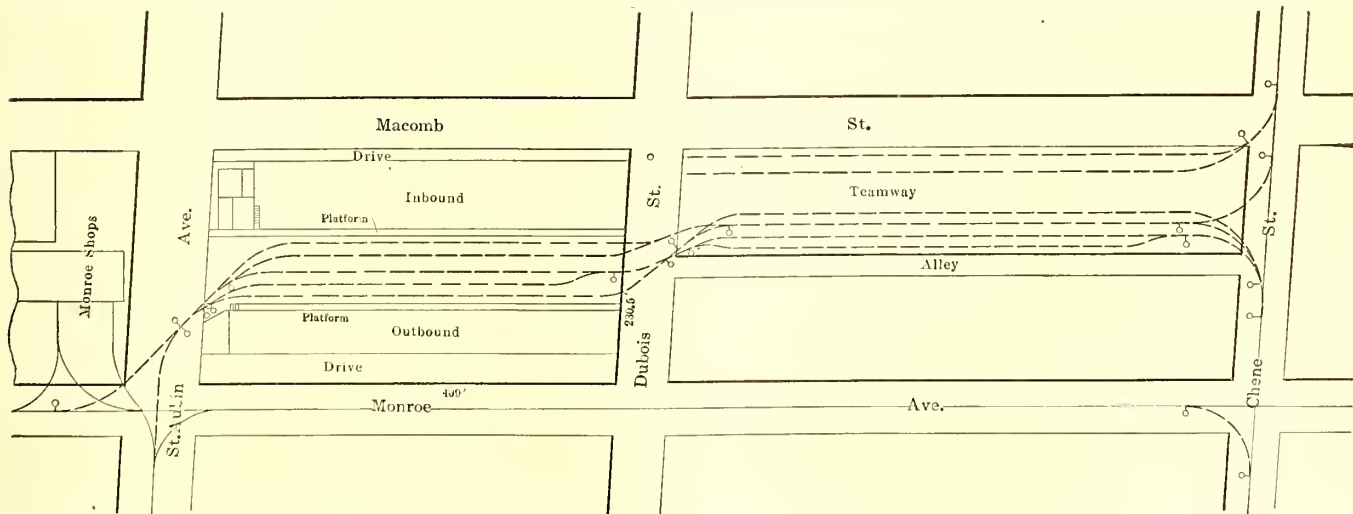 Macomb St.
Drive
Inbound
Platform
Teamway
Alley
Monroe Shops
St. Aubin Ave.
Dubois St.
230.5'
Chene St.
Platform
Outbound
Drive
Monroe Ave.